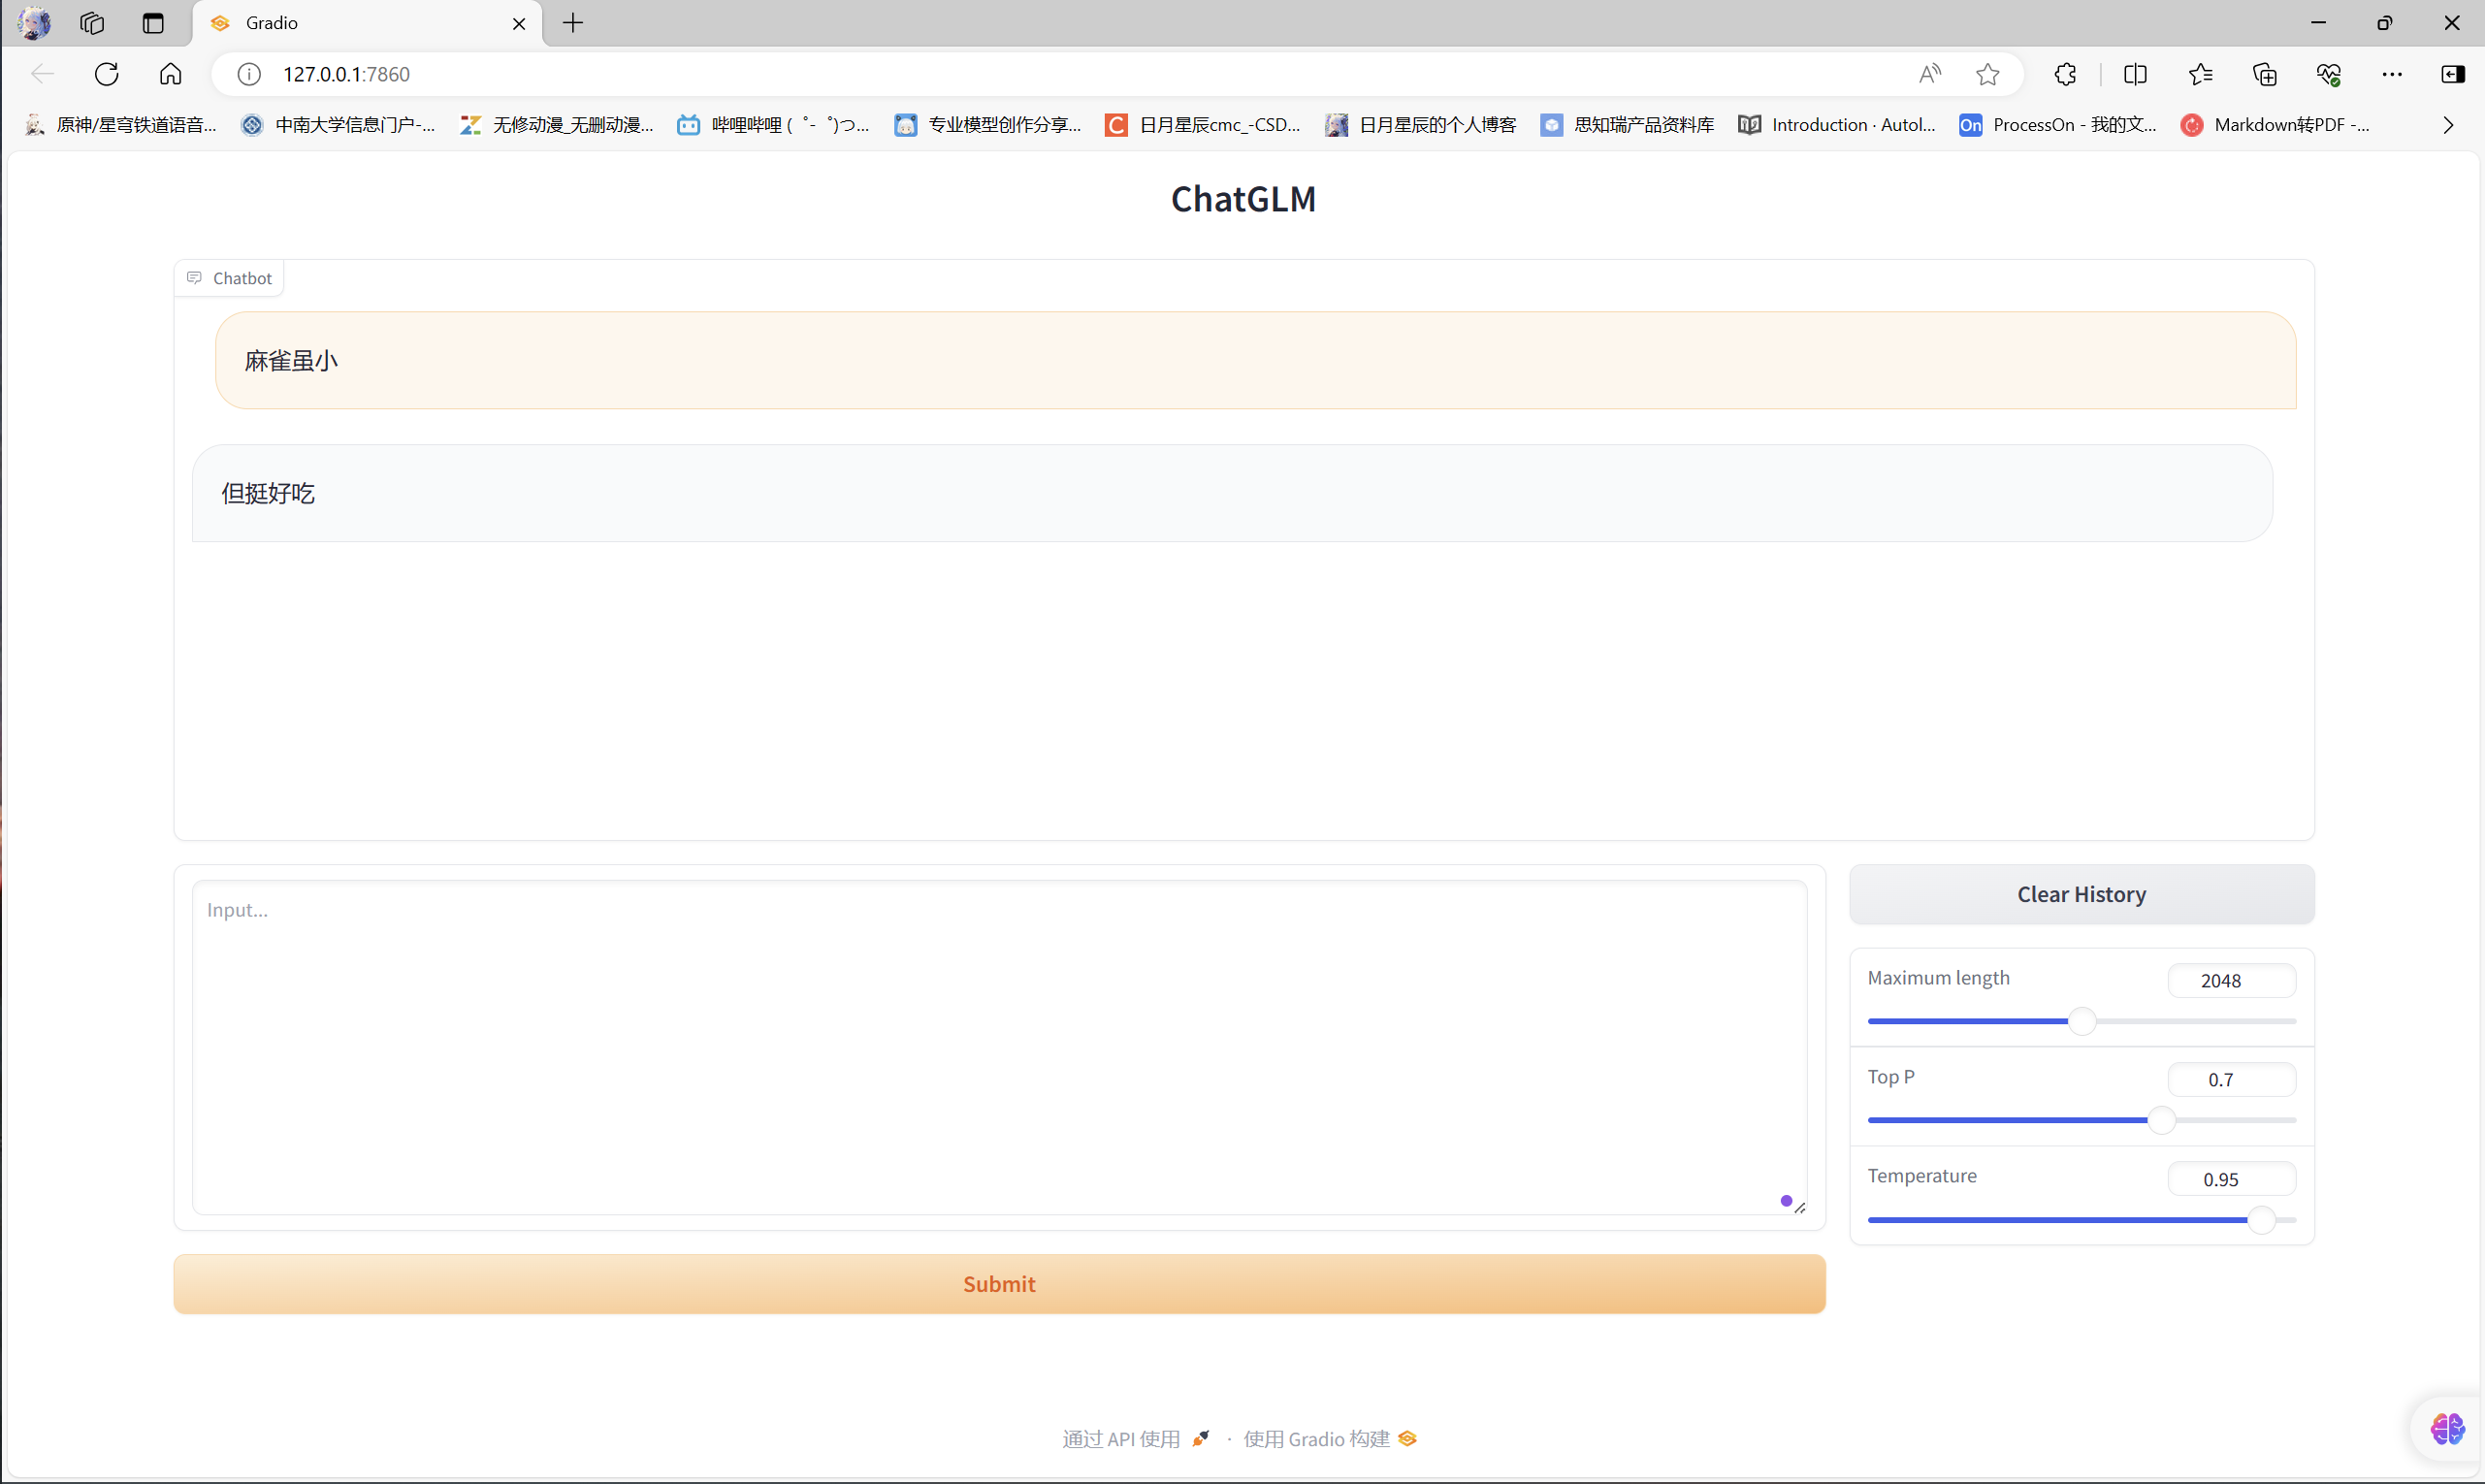 Gradio
127.0.0.1:7860
原神/星穹铁道语音...
中南大学信息门户-...
无修动漫_无删动漫...
哔哩哔哩 ( ゜- ゜)つ...
专业模型创作分享...
日月星辰cmc_-CSD...
日月星辰的个人博客
思知瑞产品资料库
Introduction · Autol...
On ProcessOn - 我的文...
Markdown转PDF -...
ChatGLM
Chatbot
麻雀虽小
但挺好吃
Input...
Clear History
Maximum length 2048
Top P 0.7
Temperature 0.95
Submit
通过 API 使用 · 使用 Gradio 构建